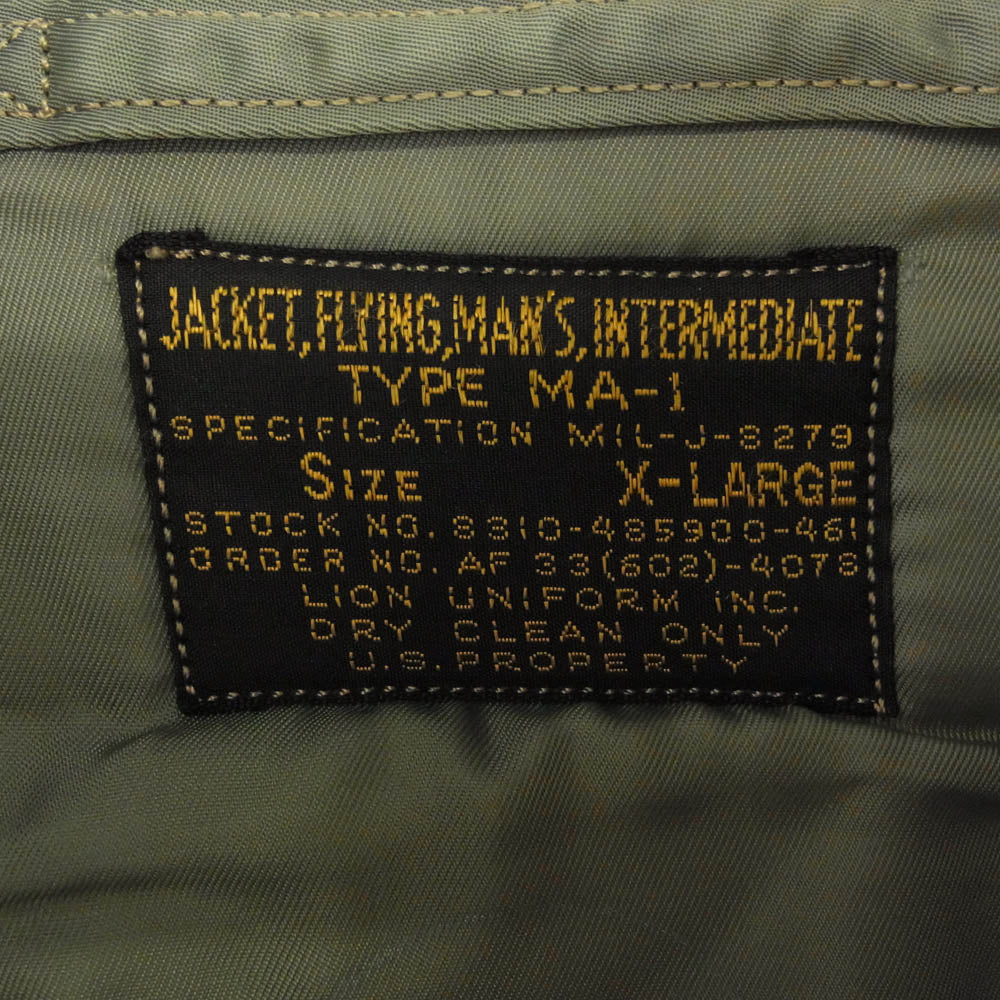 JACKET,FLYING,MAN'S,INTERMEDIATE
TYPE MA-1
SPECIFICATION MIL-J-8279
SIZE X-LARGE
STOCK NO. 8310-485900-461
ORDER NO. AF 33(602)-4078
LION UNIFORM INC.
DRY CLEAN ONLY
U.S.PROPERTY